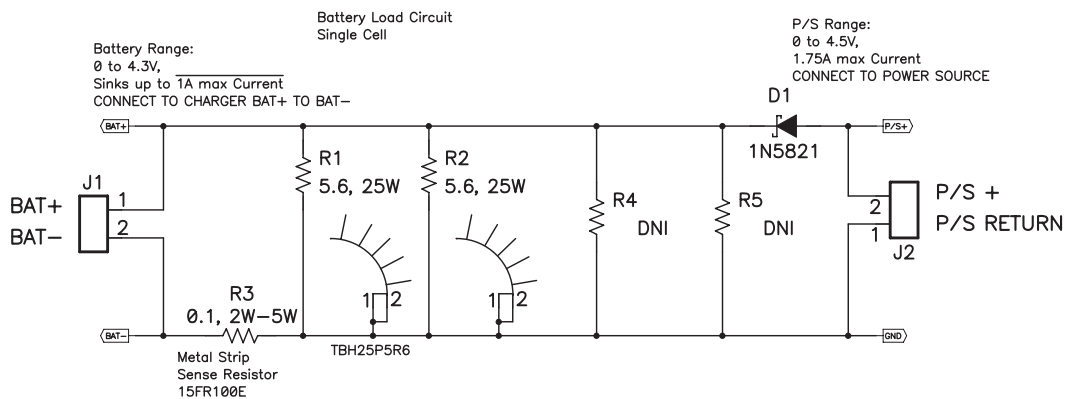 Battery Load Circuit
Single Cell
P/S Range:
0 to 4.5V,
1.75A max Current
CONNECT TO POWER SOURCE
Battery Range:
0 to 4.3V,
Sinks up to 1A max Current
CONNECT TO CHARGER BAT+ TO BAT-
D1
BAT+
P/S+
1N5821
R1
5.6, 25W
R2
5.6, 25W
J1
BAT+
1
BAT-
2
R4
DNI
R5
DNI
P/S +
2
P/S RETURN
1
J2
R3
0.1, 2W-5W
1 2
1 2
BAT-
GND
TBH25P5R6
Metal Strip
Sense Resistor
15FR100E